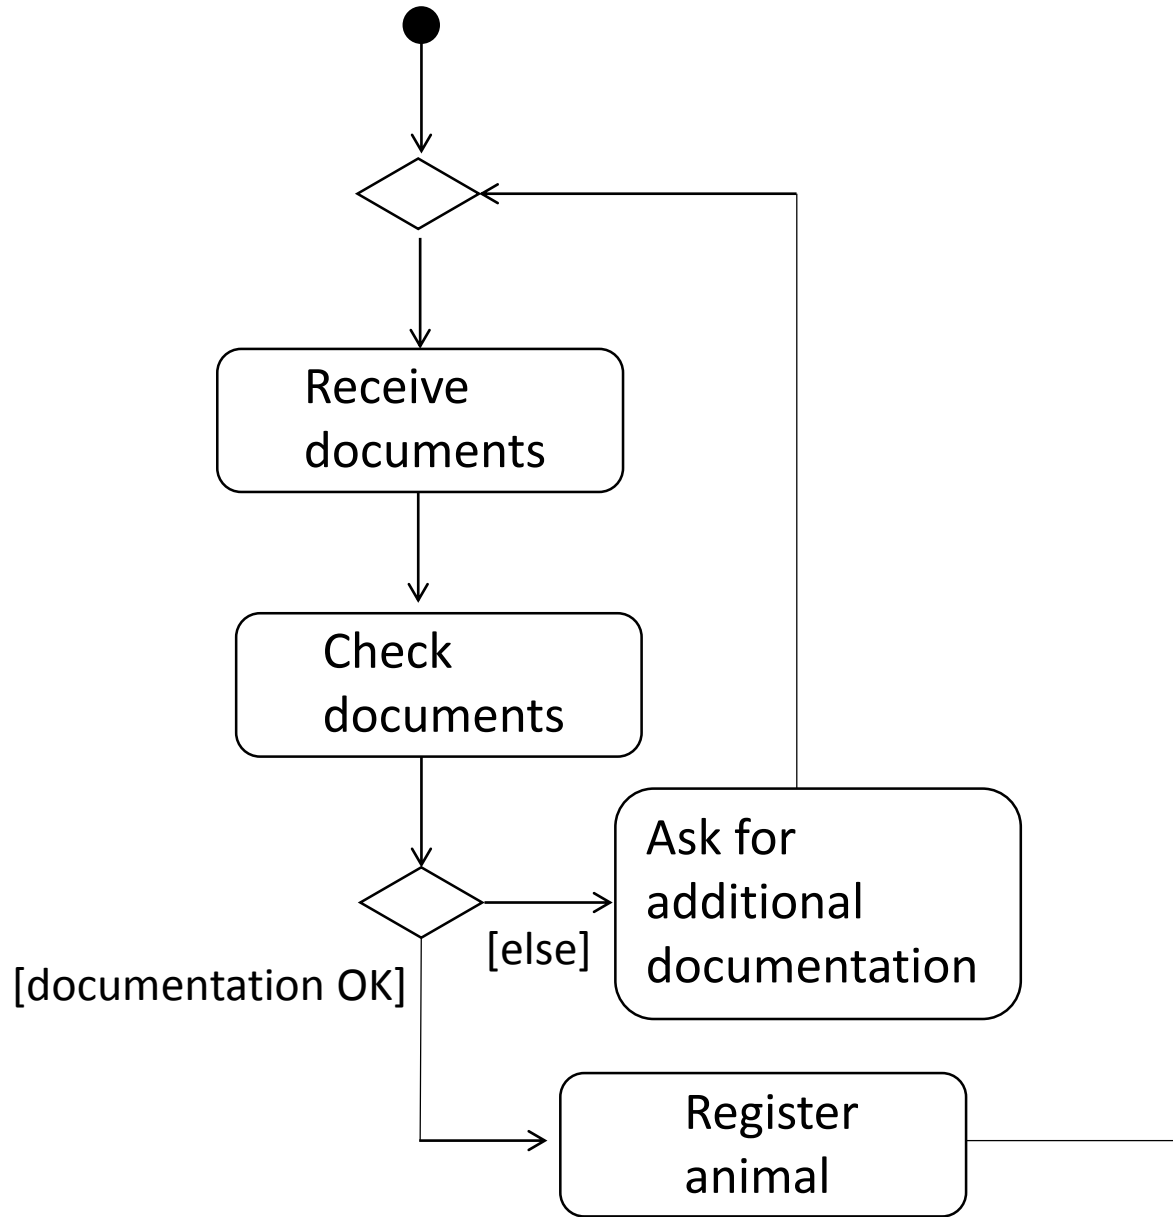 Receive
documents
Check
documents
Ask for
additional
documentation
[else]
[documentation OK]
Register
animal